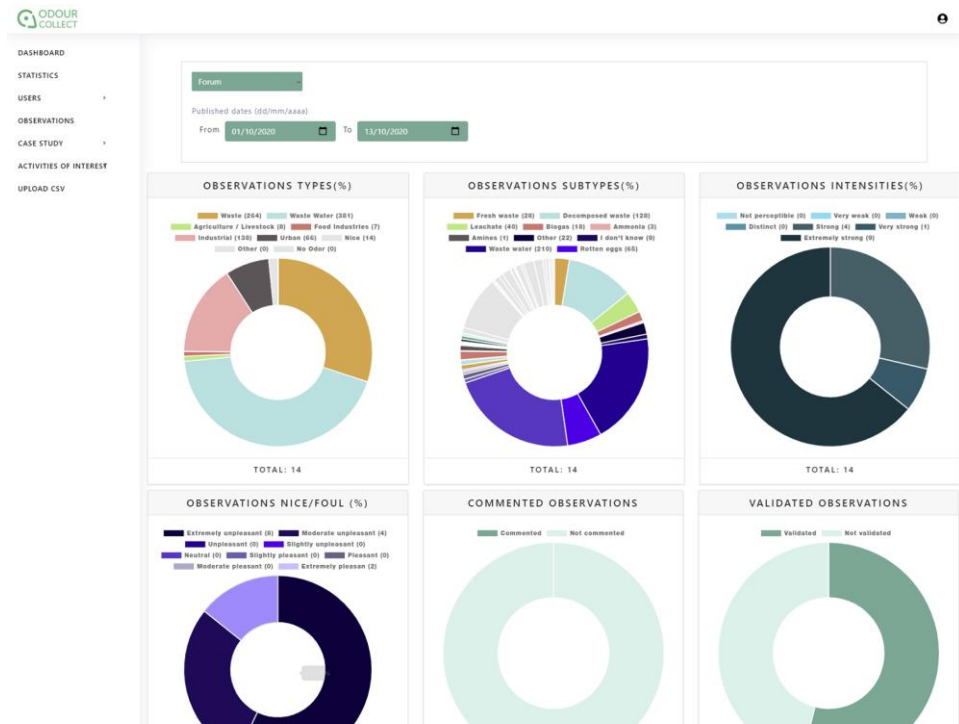 ODOUR
COLLECT
DASHBOARD
STATISTICS
USERS
OBSERVATIONS
CASE STUDY
ACTIVITIES OF INTEREST
UPLOAD CSV
Forum
Published dates (dd/mm/aaaa)
From 01/10/2020 To 13/10/2020
OBSERVATIONS TYPES(%)
Waste (264) Waste Water (381)
Agriculture / Livestock (8) Food Industries (7)
Industrial (138) Urban (66) Nice (14)
Other (0) No Odor (0)
TOTAL: 14
OBSERVATIONS SUBTYPES(%)
Fresh waste (28) Decomposed waste (128)
Leachate (40) Biogas (18) Ammonia (3)
Amines (1) Other (22) I don't know (9)
Waste water (210) Rotten eggs (65)
TOTAL: 14
OBSERVATIONS INTENSITIES(%)
Not perceptible (0) Very weak (0) Weak (0)
Distinct (0) Strong (4) Very strong (1)
Extremely strong (9)
TOTAL: 14
OBSERVATIONS NICE/FOUL (%)
Extremely unpleasant (8) Moderate unpleasant (4)
Unpleasant (0) Slightly unpleasant (0)
Neutral (0) Slightly pleasant (0) Pleasant (0)
Moderate pleasant (0) Extremely pleasan (2)
COMMENTED OBSERVATIONS
Commented Not commented
VALIDATED OBSERVATIONS
Validated Not validated